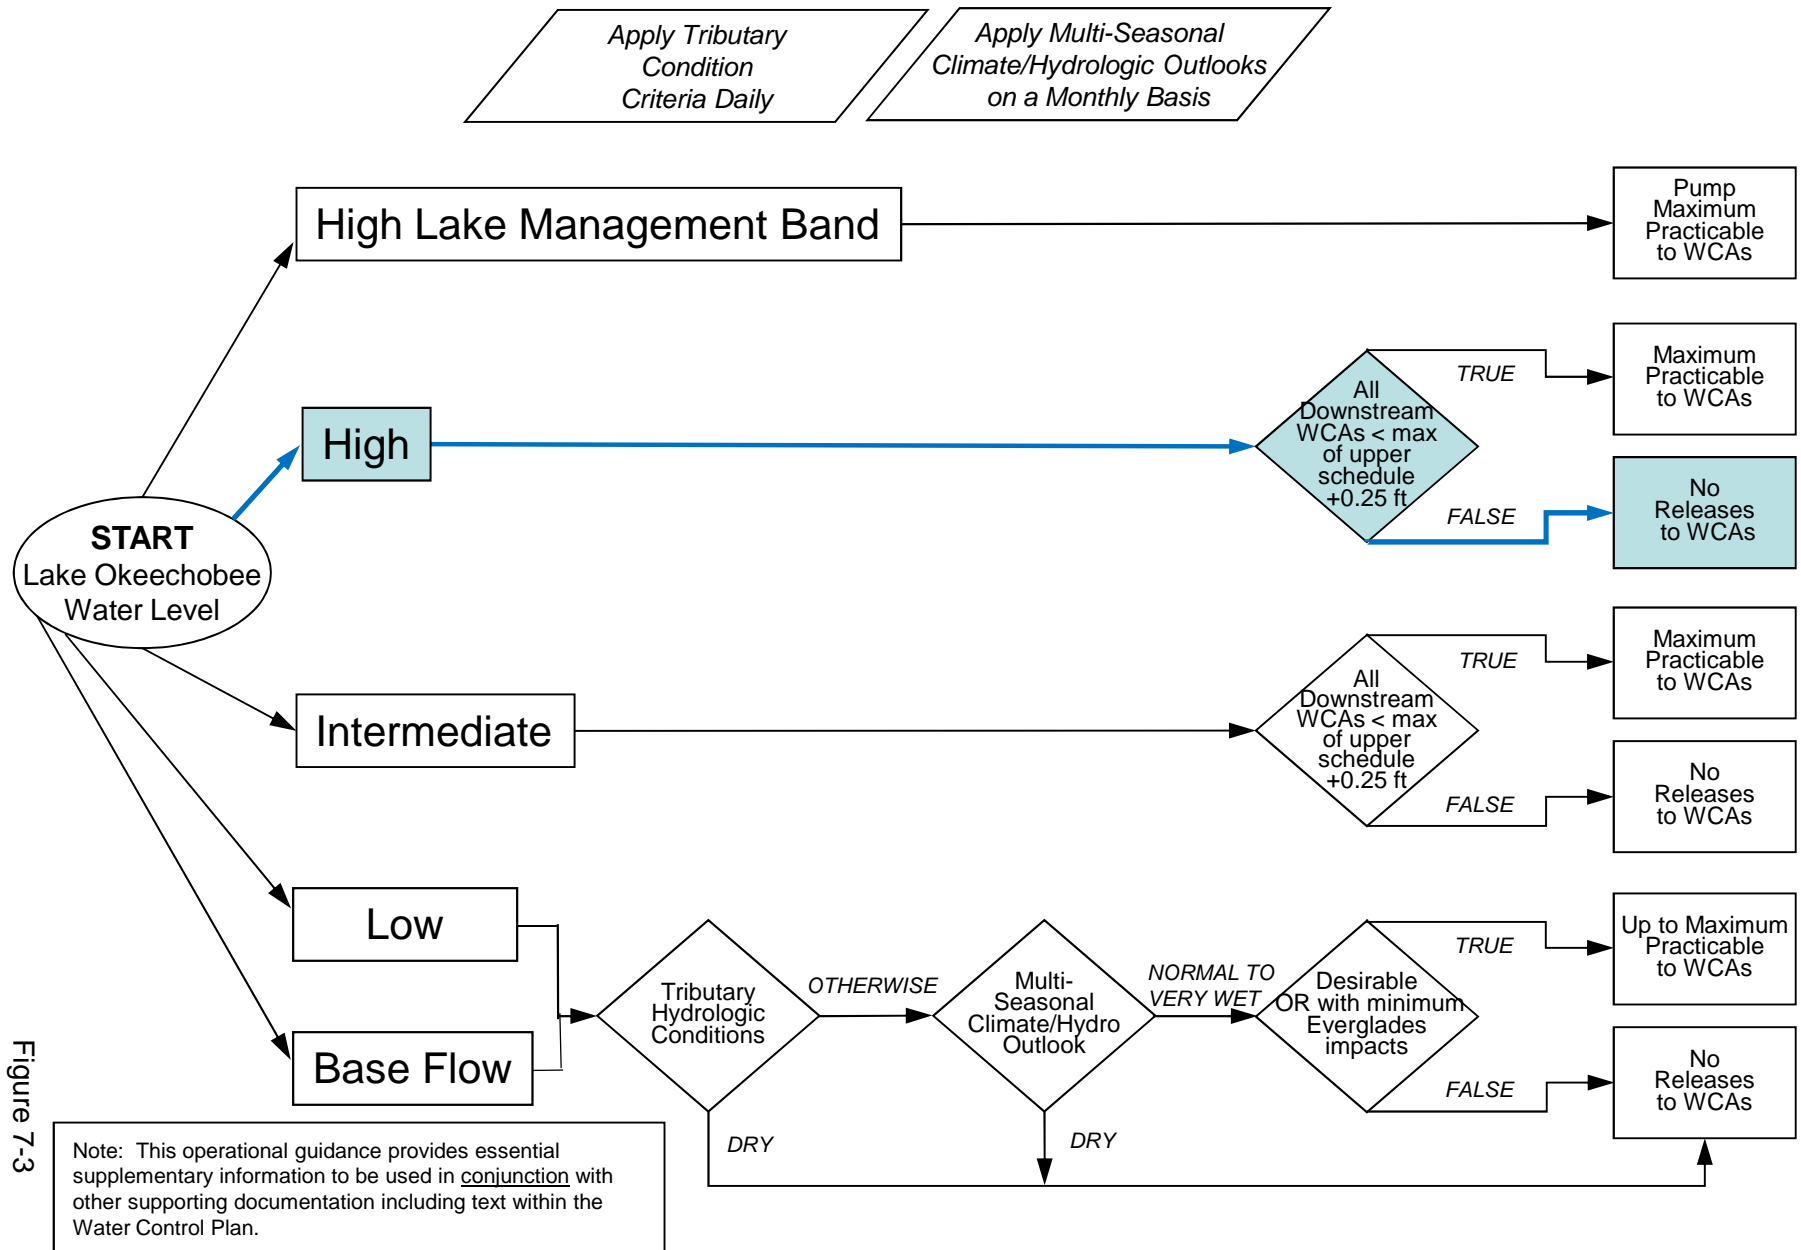 Apply Tributary
Condition
Criteria Daily
Apply Multi-Seasonal
Climate/Hydrologic Outlooks
on a Monthly Basis
High Lake Management Band
Pump
Maximum
Practicable
to WCAs
High
All
Downstream
WCAs < max
of upper
schedule
+0.25 ft
TRUE
Maximum
Practicable
to WCAs
FALSE
No
Releases
to WCAs
START
Lake Okeechobee
Water Level
Intermediate
All
Downstream
WCAs < max
of upper
schedule
+0.25 ft
TRUE
Maximum
Practicable
to WCAs
FALSE
No
Releases
to WCAs
Low
Base Flow
Tributary
Hydrologic
Conditions
OTHERWISE
DRY
Multi-
Seasonal
Climate/Hydro
Outlook
NORMAL TO
VERY WET
DRY
Desirable
OR with minimum
Everglades
impacts
TRUE
Up to Maximum
Practicable
to WCAs
FALSE
No
Releases
to WCAs
Figure 7-3
Note: This operational guidance provides essential
supplementary information to be used in conjunction with
other supporting documentation including text within the
Water Control Plan.